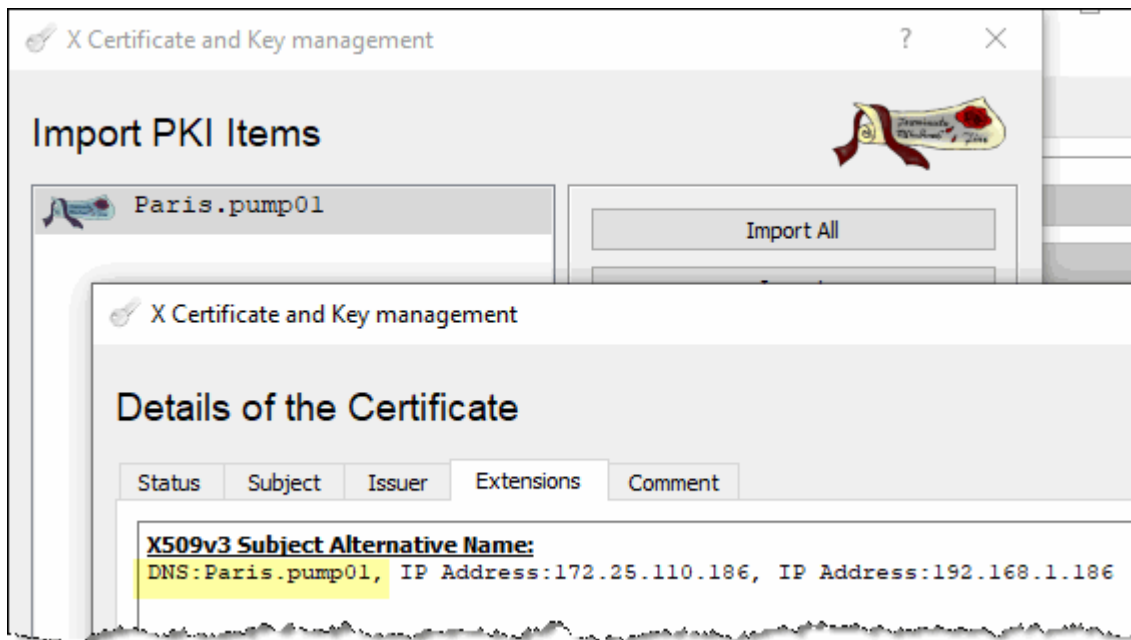 X Certificate and Key management
Import PKI Items
Paris.pump01
Import All
X Certificate and Key management
Details of the Certificate
Status Subject Issuer Extensions Comment
X509v3 Subject Alternative Name:
DNS:Paris.pump01, IP Address:172.25.110.186, IP Address:192.168.1.186